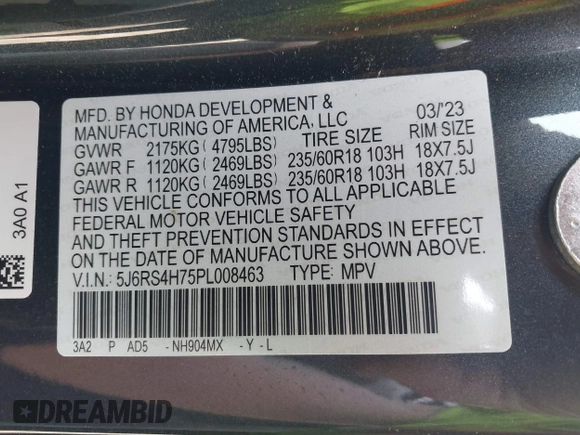 MFD. BY HONDA DEVELOPMENT & 03/'23
MANUFACTURING OF AMERICA, LLC TIRE SIZE RIM SIZE
GVWR 2175KG(4795LBS)
GAWR F 1120KG(2469LBS) 235/60R18 103H 18X7.5J
GAWR R 1120KG(2469LBS) 235/60R18 103H 18X7.5J
THIS VEHICLE CONFORMS TO ALL APPLICABLE
FEDERAL MOTOR VEHICLE SAFETY
AND THEFT PREVENTION STANDARDS IN EFFECT
ON THE DATE OF MANUFACTURE SHOWN ABOVE.
V.I.N.: 5J6RS4H75PL008463 TYPE: MPV
3A2 P AD5 -NH904MX -Y-L
3A0 A1
DREAMBID